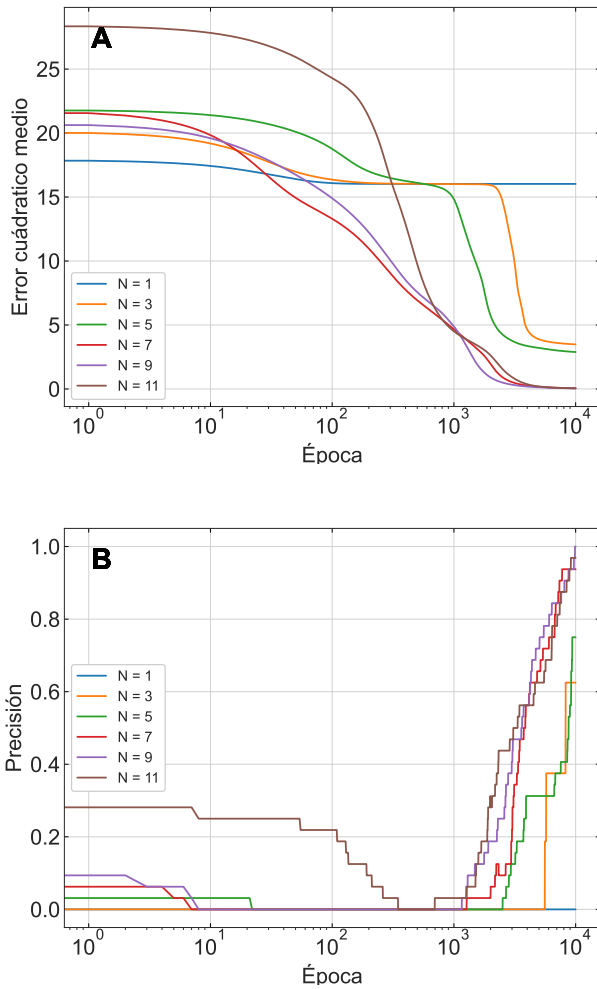 A
Error cuádratico medio
25
20
15
10
5
0
N = 1
N = 3
N = 5
N = 7
N = 9
N = 11
10^0 10^1 10^2 10^3 10^4
Época
B
Precisión
1.0
0.8
0.6
0.4
0.2
0.0
N = 1
N = 3
N = 5
N = 7
N = 9
N = 11
10^0 10^1 10^2 10^3 10^4
Época